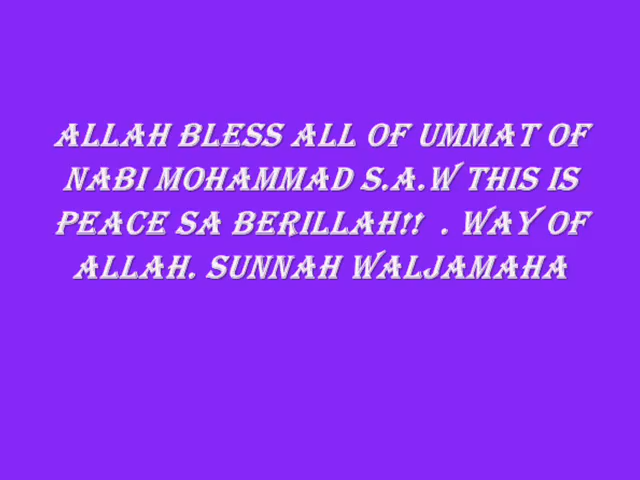 ALLAH BLESS ALL OF UMMAT OF
NABI MOHAMMAD S.A.W THIS IS
PEACE SA BERILLAH!! . WAY OF
ALLAH. SUNNAH WALJAMAHA